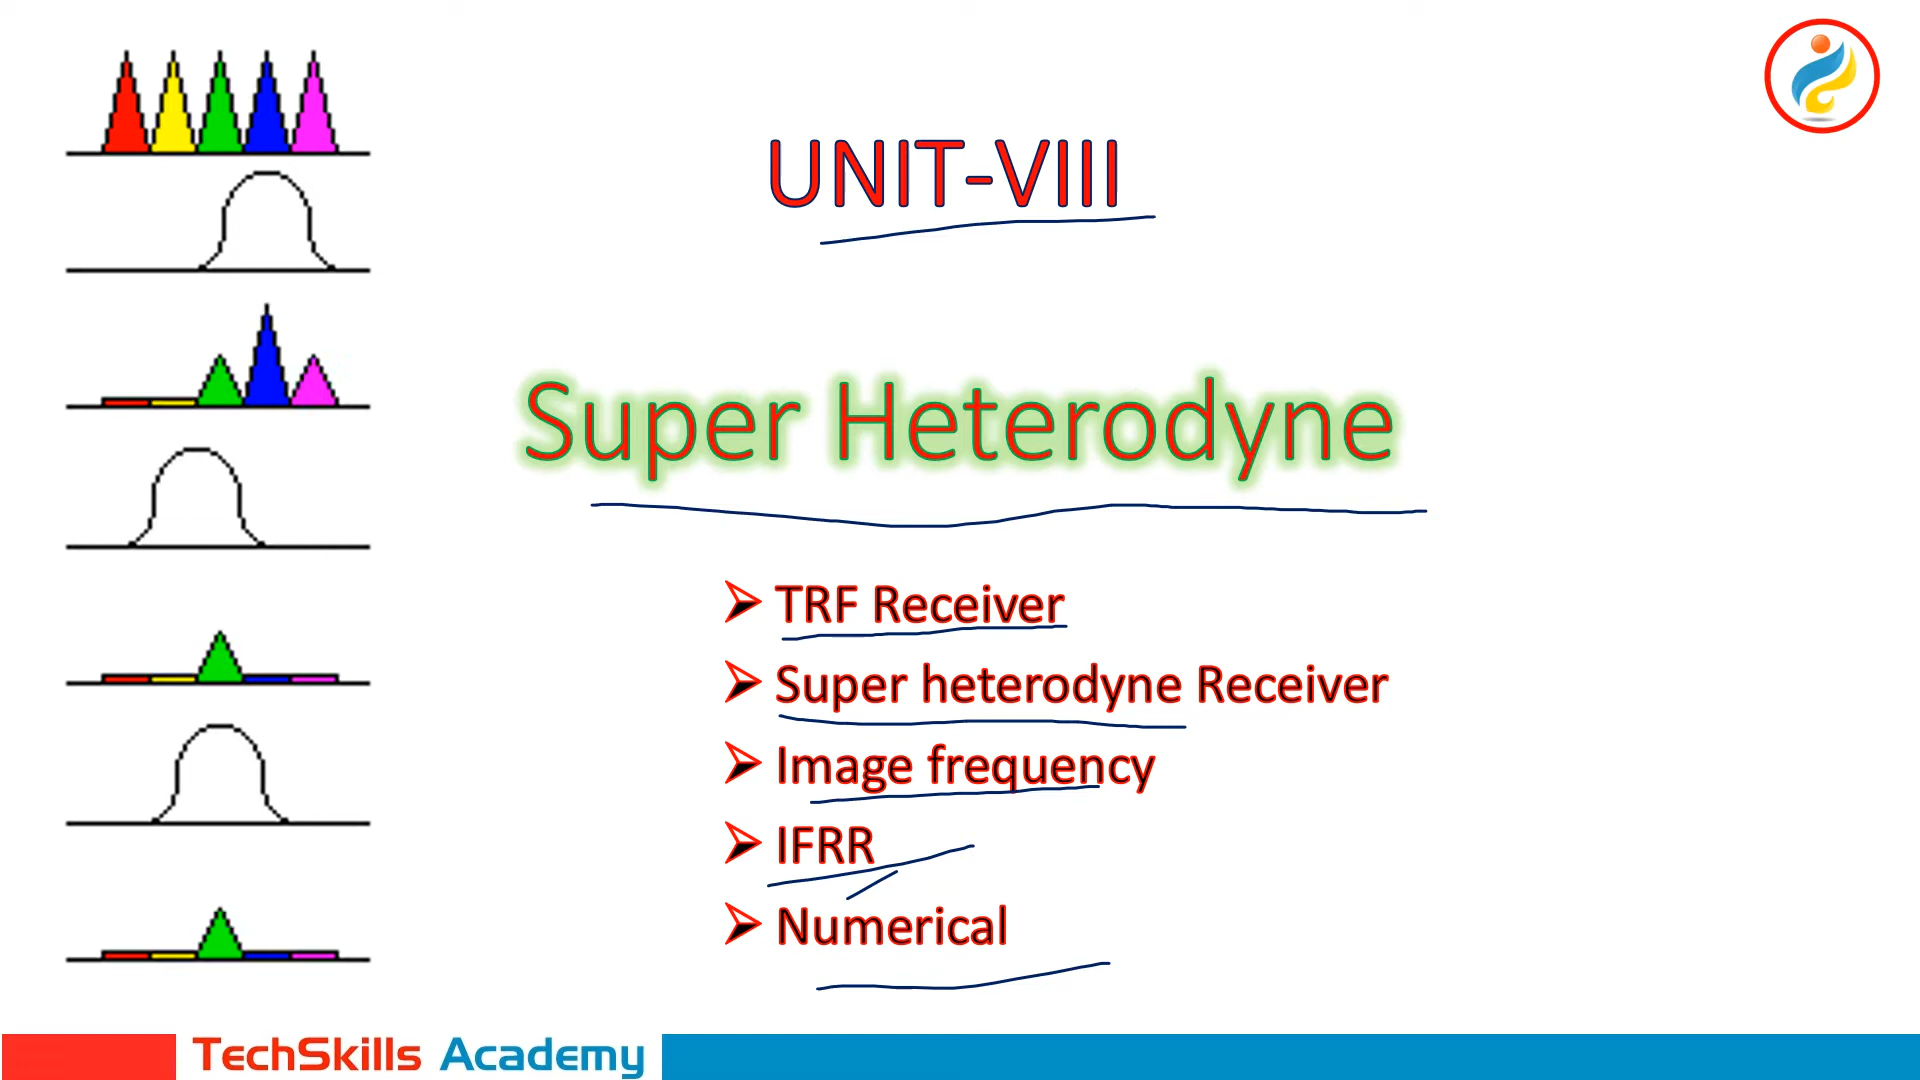 UNIT-VIII
Super Heterodyne
TRF Receiver
Super heterodyne Receiver
Image frequency
IFRR
Numerical
TechSkills Academy